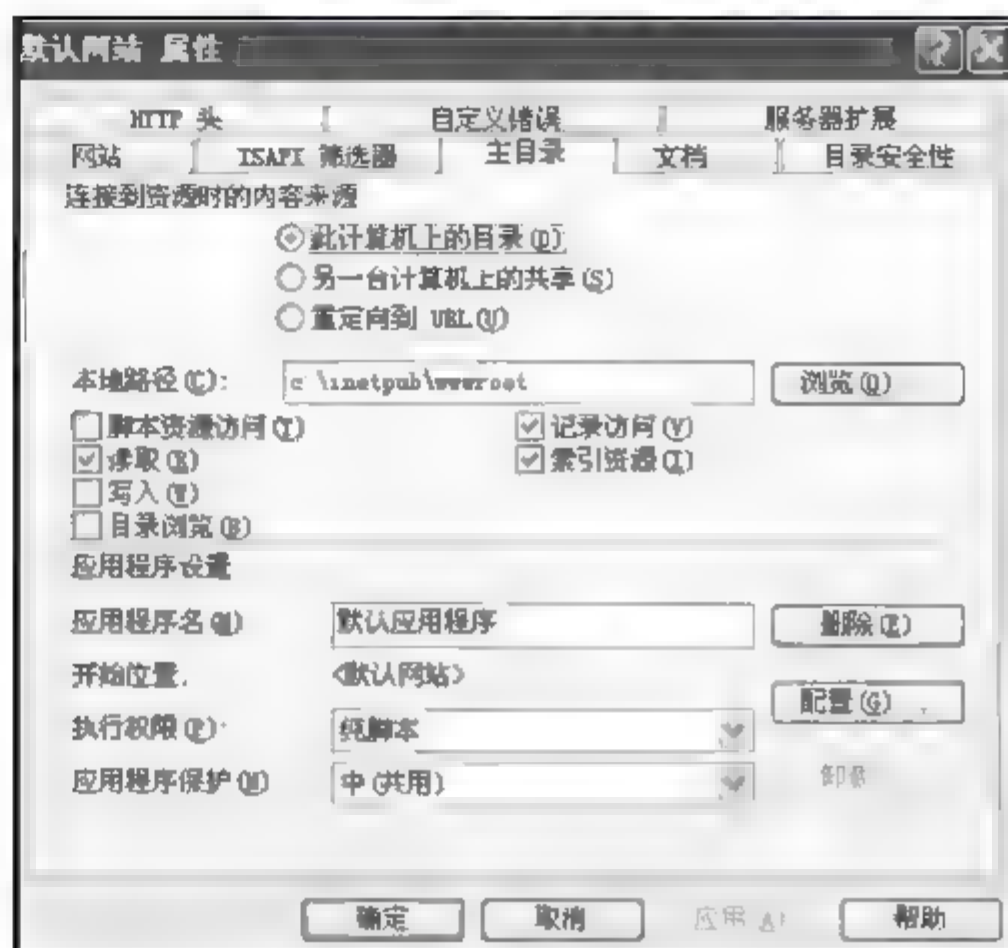 默认网站 属性
HTTP 头 自定义错误 服务器扩展
网站 ISAPI 筛选器 主目录 文档 目录安全性
连接到资源时的内容来源
此计算机上的目录(D)
另一台计算机上的共享(S)
重定向到 URL(U)
本地路径(C): c:\inetpub\wwwroot 浏览(O)
脚本资源访问(T) 记录访问(V)
读取(R) 索引资源(I)
写入(W)
目录浏览(B)
应用程序设置
应用程序名(M) 默认应用程序 删除(E)
开始位置: <默认网站>
配置(G)
执行权限(P): 纯脚本
应用程序保护(N) 中(共用) 卸载
确定 取消 应用(A) 帮助